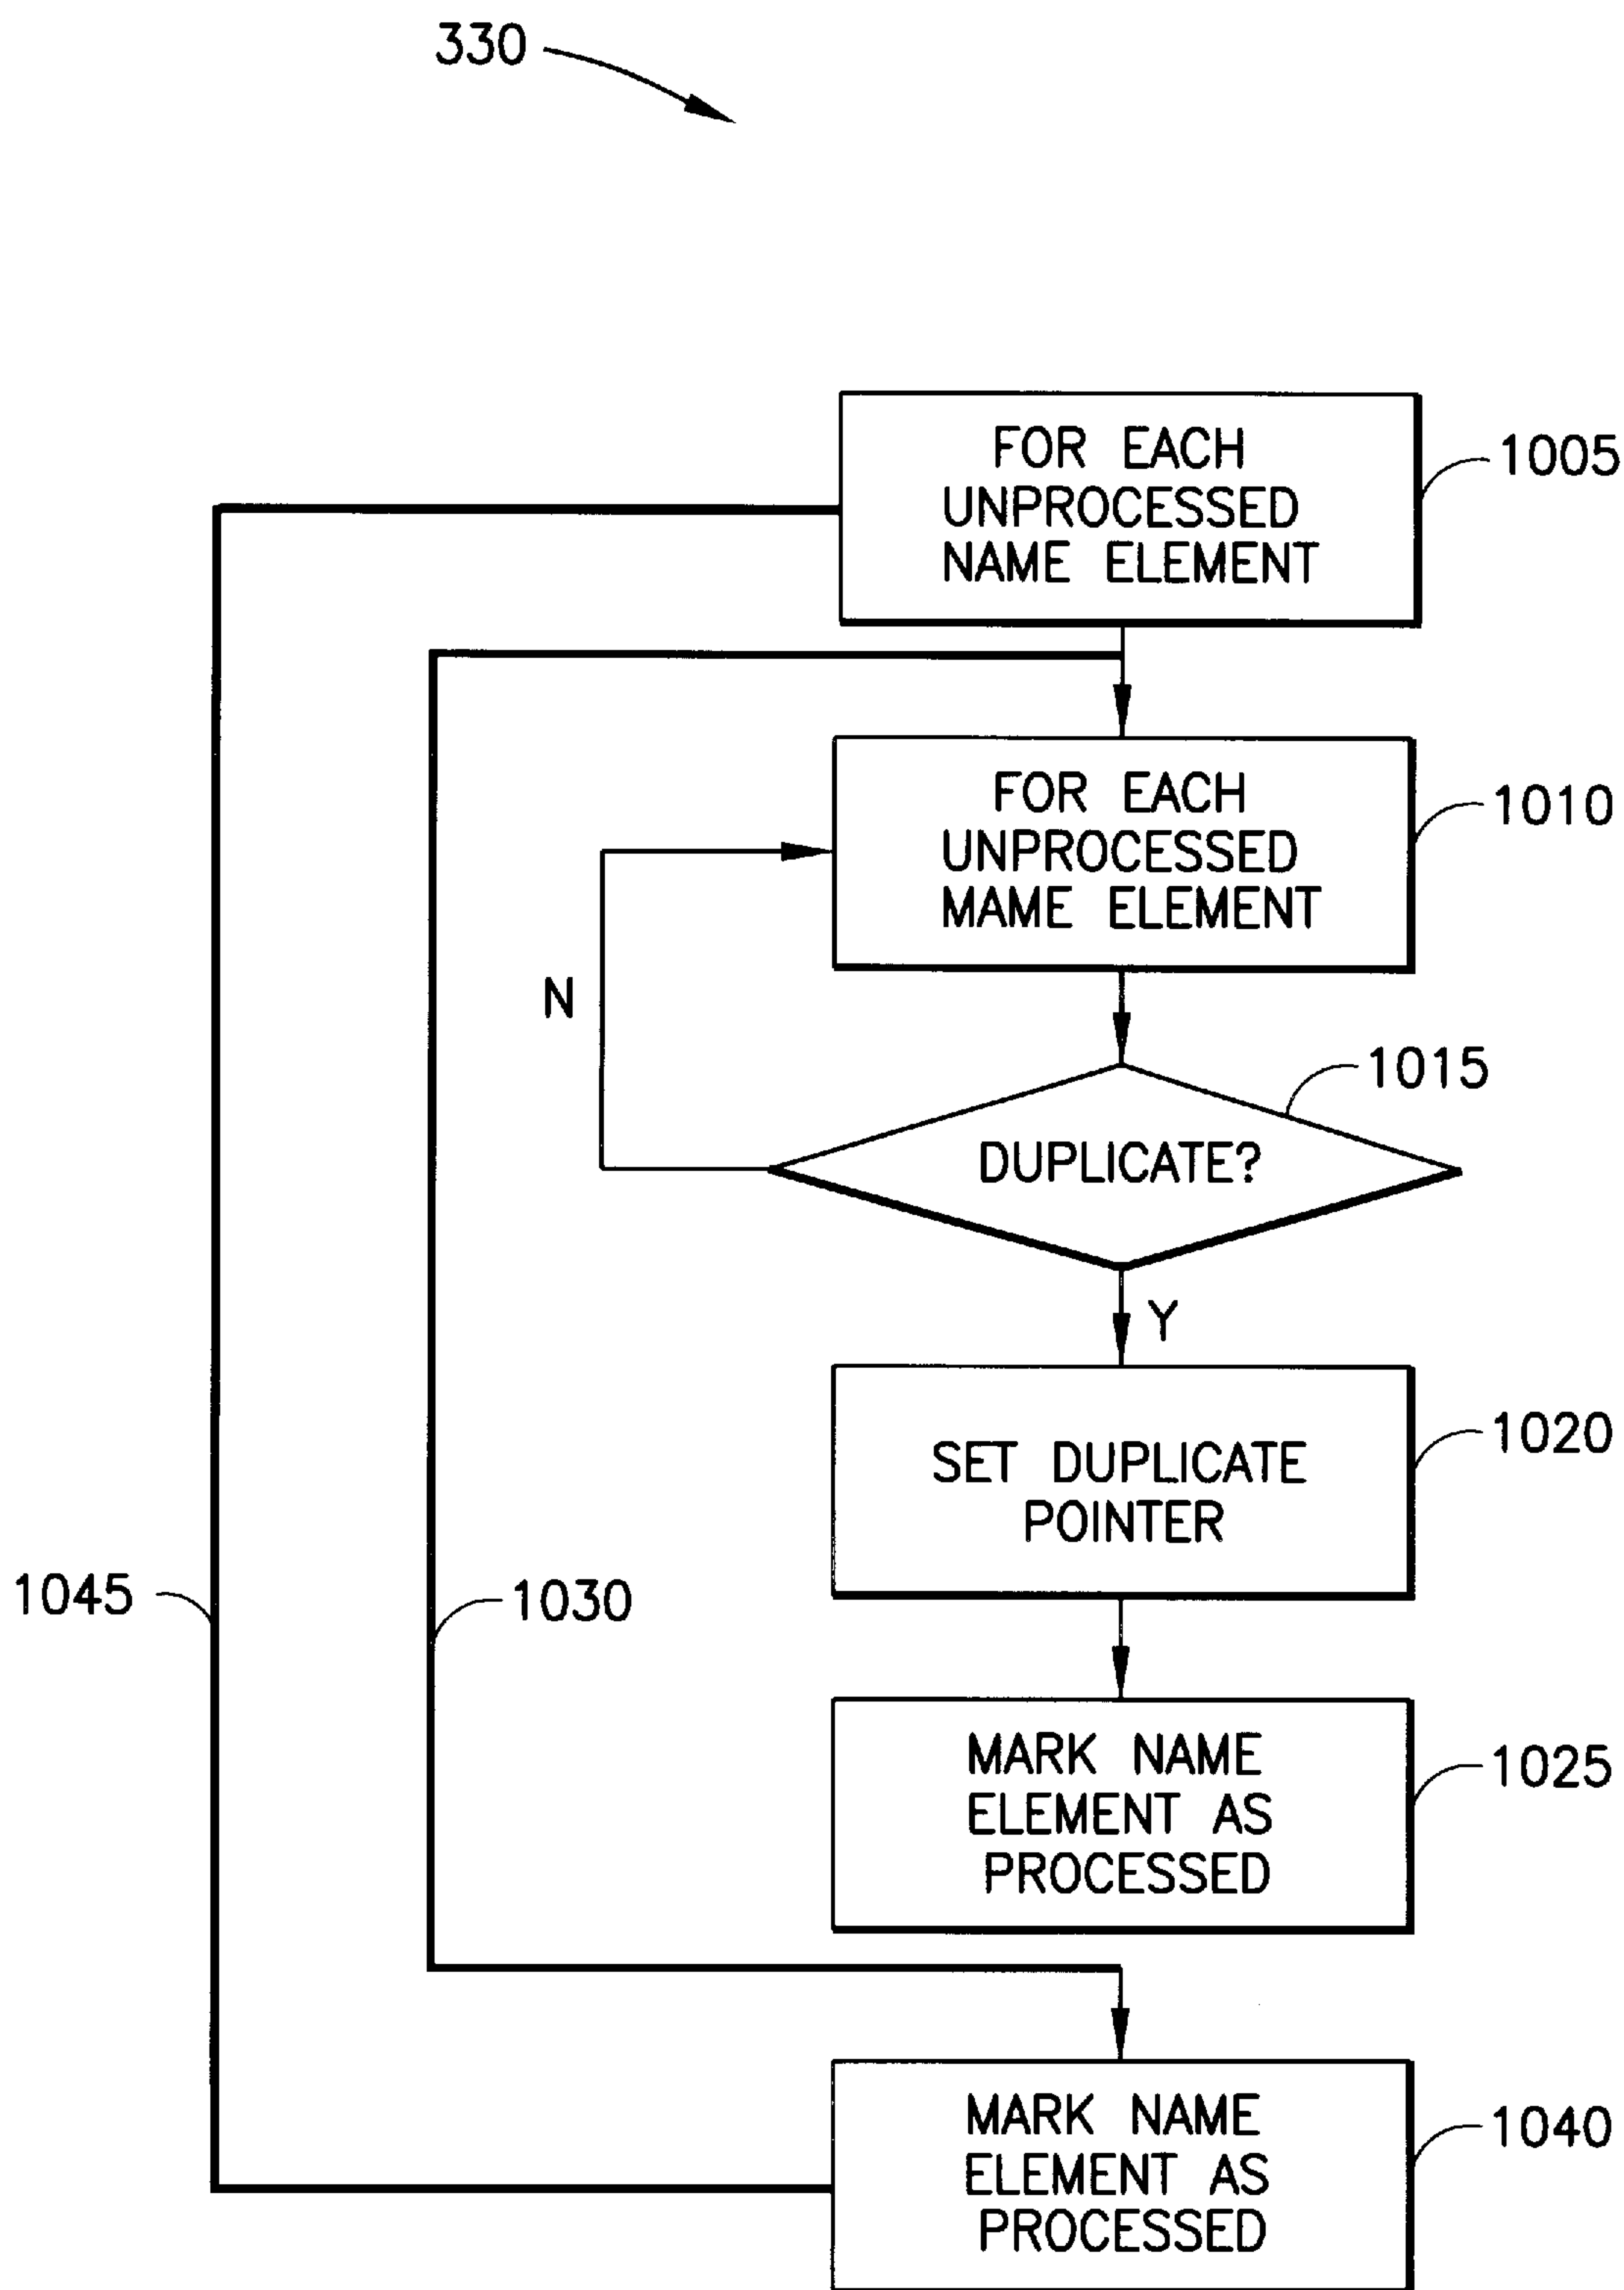 330
FOR EACH
UNPROCESSED
NAME ELEMENT
1005
FOR EACH
UNPROCESSED
MAME ELEMENT
1010
N
DUPLICATE?
1015
Y
SET DUPLICATE
POINTER
1020
1045
1030
MARK NAME
ELEMENT AS
PROCESSED
1025
MARK NAME
ELEMENT AS
PROCESSED
1040